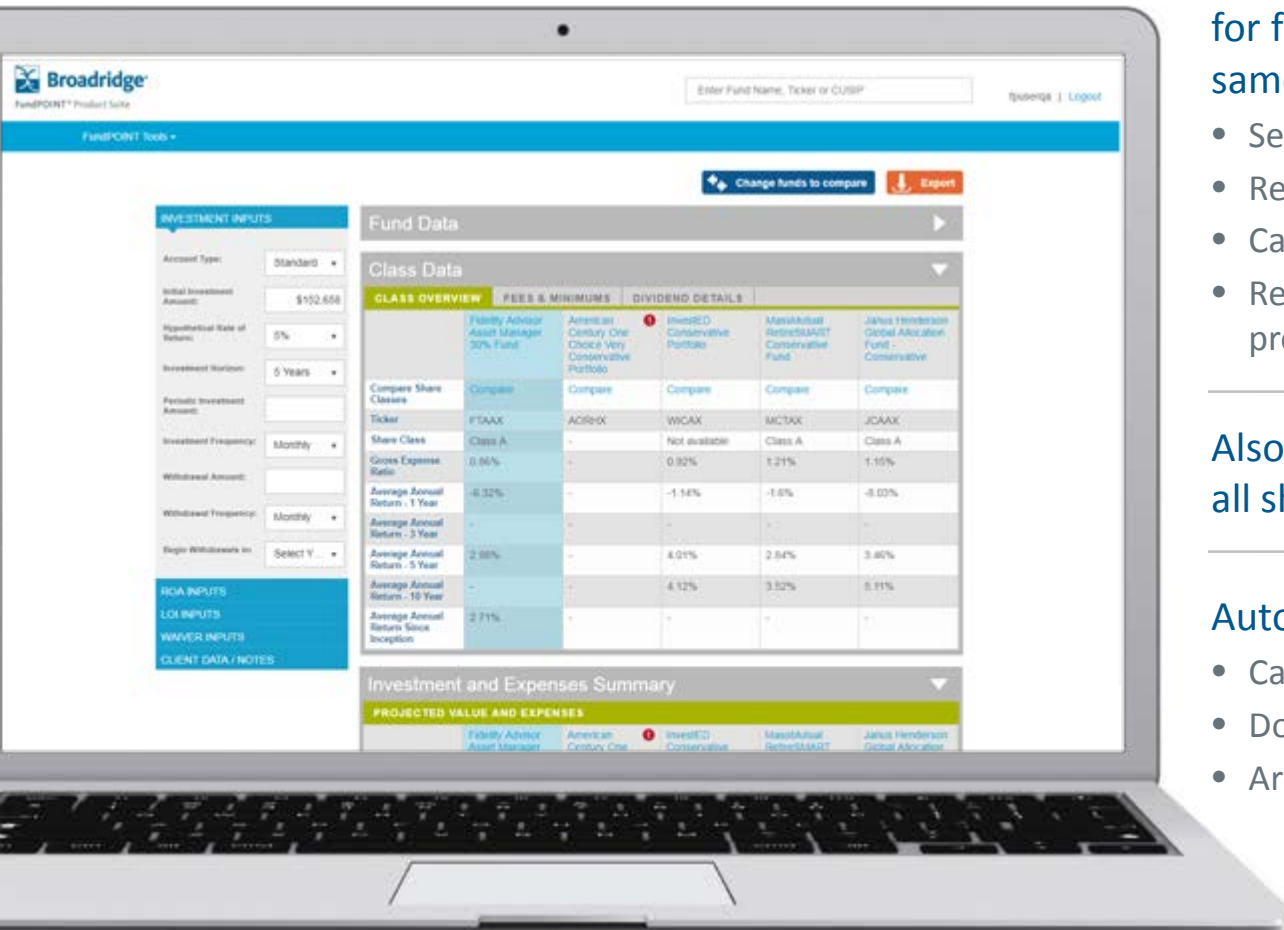 Broadridge
FundPOINT® Product Suite
Enter Fund Name, Ticker or CUSIP
fpuserqa | Logout
FundPOINT Tools
Change funds to compare
Export
INVESTMENT INPUTS
Account Type:
Standard
Initial Investment
Amount:
$152,658
Hypothetical Rate of
Return:
5%
Investment Horizon:
5 Years
Periodic Investment
Amount:
Investment Frequency:
Monthly
Withdrawal Amount:
Withdrawal Frequency:
Monthly
Begin Withdrawals in:
Select Y...
ROA INPUTS
LOI INPUTS
WAIVER INPUTS
CLIENT DATA / NOTES
Fund Data
Class Data
CLASS OVERVIEW FEES & MINIMUMS DIVIDEND DETAILS
Fidelity Advisor
Asset Manager
30% Fund
American
Century One
Choice Very
Conservative
Portfolio
InvestED
Conservative
Portfolio
MassMutual
RetireSMART
Conservative
Fund
Janus Henderson
Global Allocation
Fund -
Conservative
Compare Share
Classes
Compare Compare Compare Compare Compare
Ticker FTAAX AORHX WICAX MCTAX JCAAX
Share Class Class A - Not available Class A Class A
Gross Expense
Ratio
0.86% - 0.92% 1.21% 1.15%
Average Annual
Return - 1 Year
- -1.14% -1.6% -8.03%
Average Annual
Return - 3 Year
- - - - -
Average Annual
Return - 5 Year
- 4.01% 2.84% 3.46%
Average Annual
Return - 10 Year
- - 4.12% 3.52%
Average Annual
Return Since
Inception
2.71% - - - -
Investment and Expenses Summary
PROJECTED VALUE AND EXPENSES
Fidelity Advisor
Asset Manager
American
Century One
InvestED
Conservative
MassMutual
RetireSMART
Janus Henderson
Global Allocation
for f
sam
Se
Re
Ca
Re
pr
Also
all s
Auto
Ca
Do
Ar